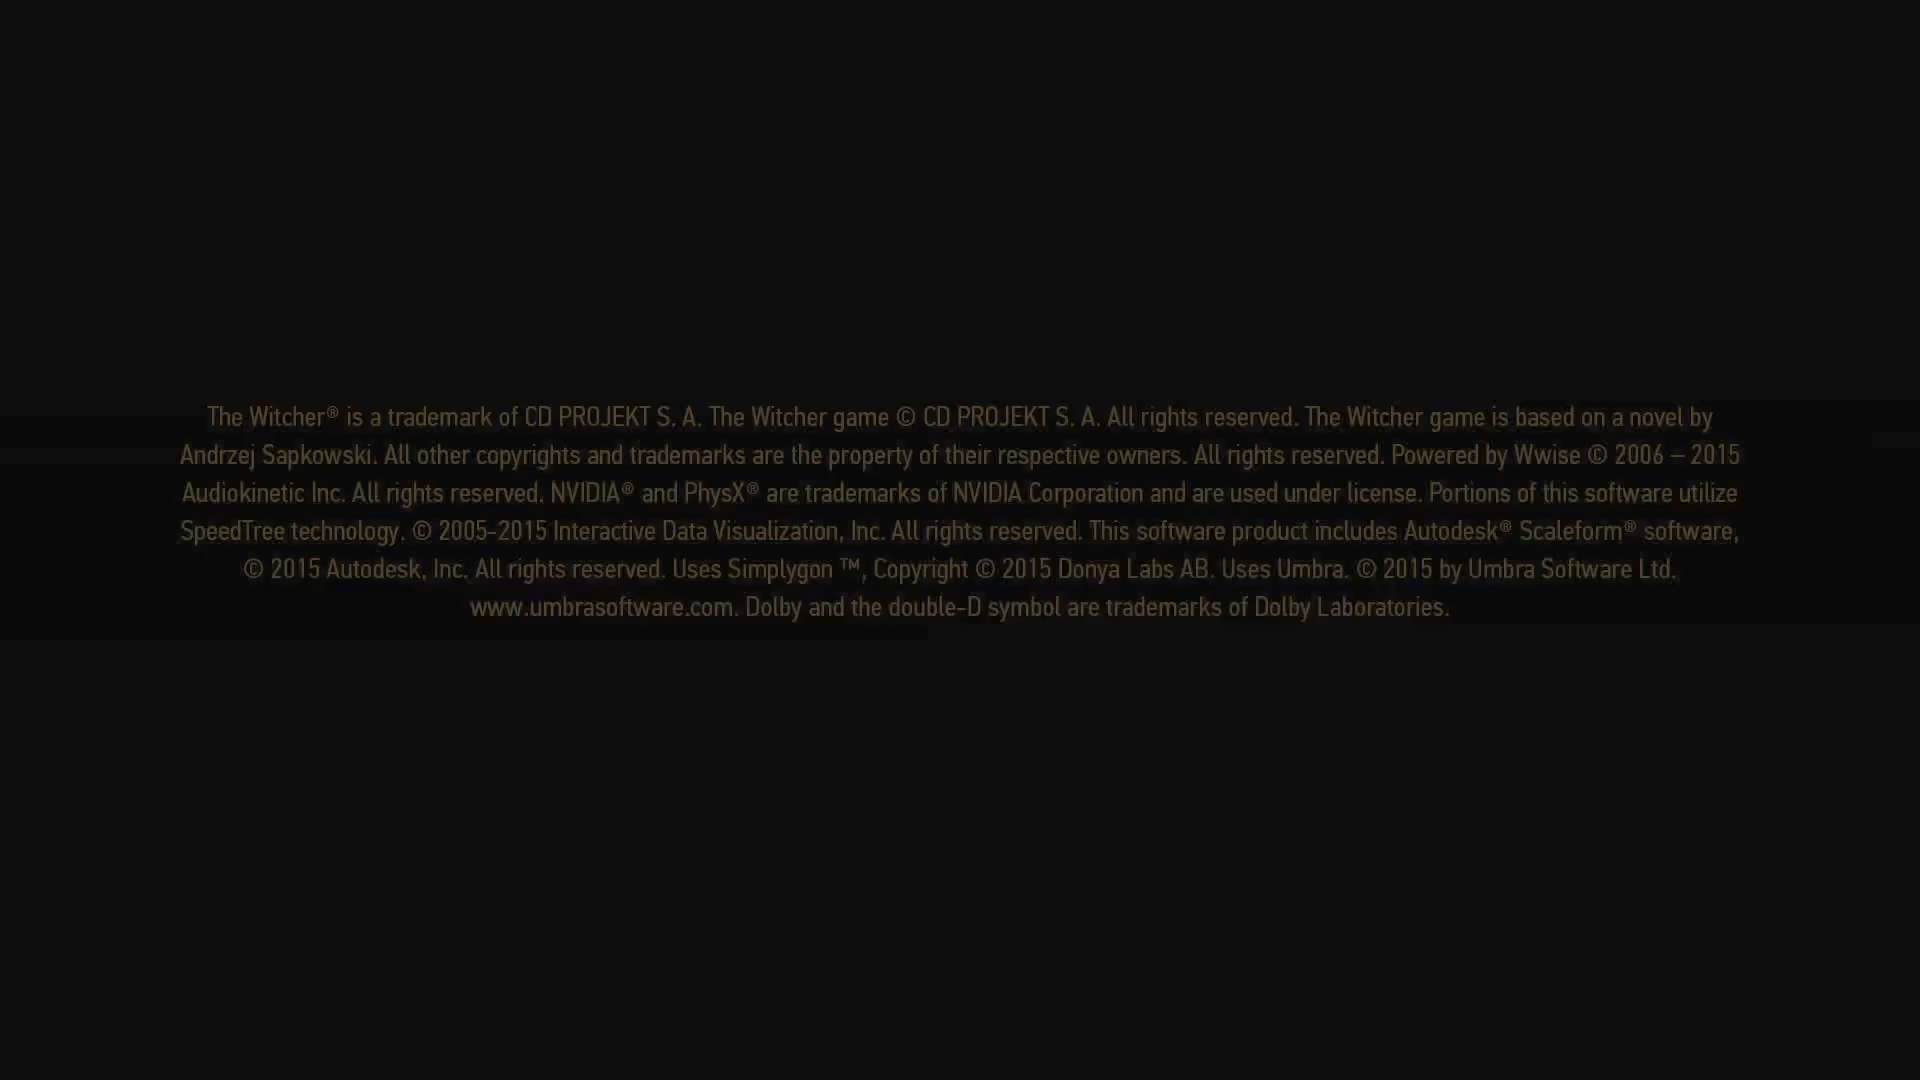 The Witcher® is a trademark of CD PROJEKT S. A. The Witcher game © CD PROJEKT S. A. All rights reserved. The Witcher game is based on a novel by
Andrzej Sapkowski. All other copyrights and trademarks are the property of their respective owners. All rights reserved. Powered by Wwise © 2006 – 2015
Audiokinetic Inc. All rights reserved. NVIDIA® and PhysX® are trademarks of NVIDIA Corporation and are used under license. Portions of this software utilize
SpeedTree technology. © 2005-2015 Interactive Data Visualization, Inc. All rights reserved. This software product includes Autodesk® Scaleform® software,
© 2015 Autodesk, Inc. All rights reserved. Uses Simplygon ™, Copyright © 2015 Donya Labs AB. Uses Umbra. © 2015 by Umbra Software Ltd.
www.umbrasoftware.com. Dolby and the double-D symbol are trademarks of Dolby Laboratories.